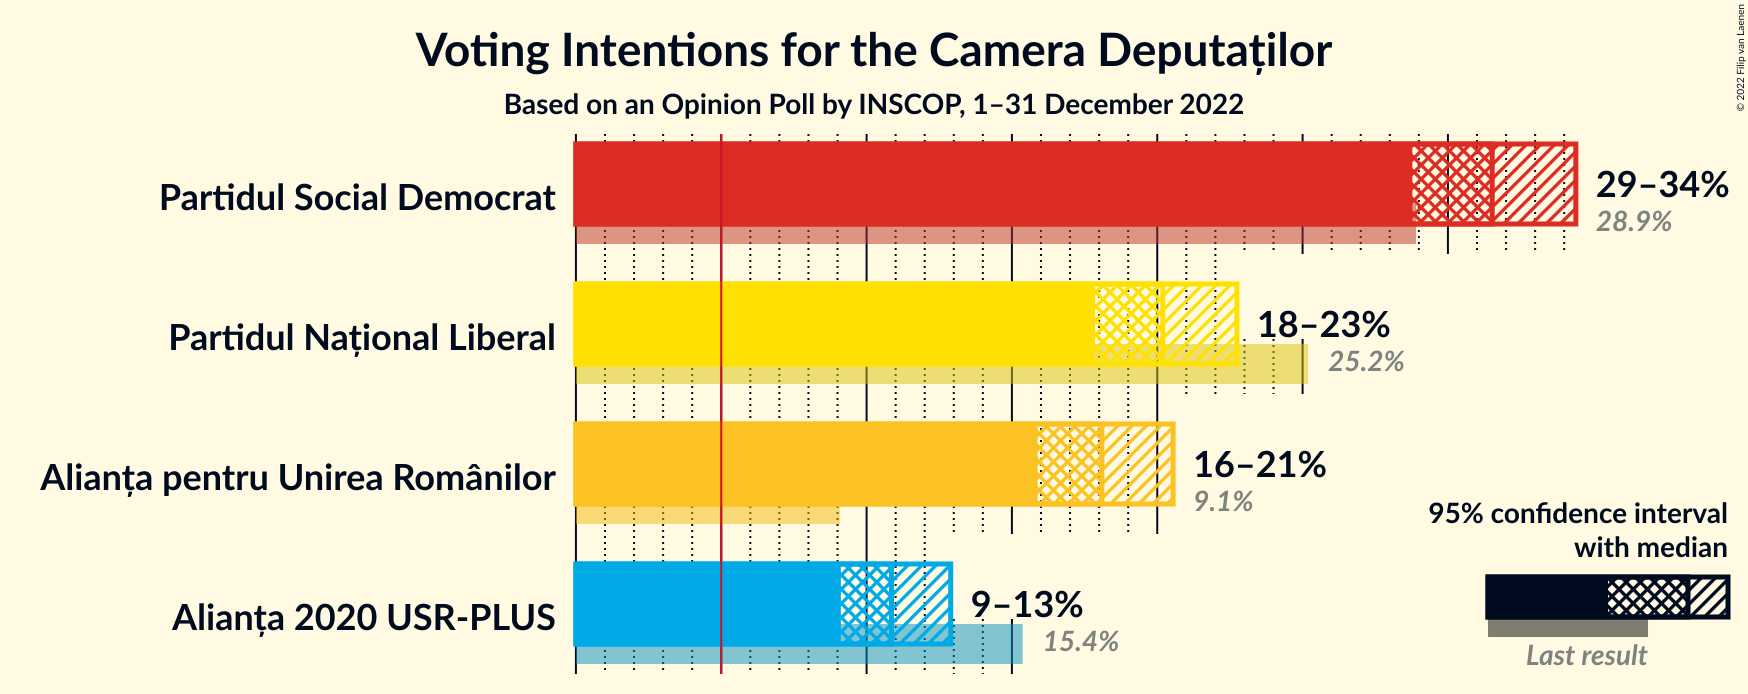 Voting Intentions for the Camera Deputaților
Based on an Opinion Poll by INSCOP, 1–31 December 2022
© 2022 Filip van Laenen
Partidul Social Democrat
29–34%
28.9%
Partidul Național Liberal
18–23%
25.2%
Alianța pentru Unirea Românilor
16–21%
9.1%
Alianța 2020 USR-PLUS
9–13%
15.4%
95% confidence interval
with median
Last result